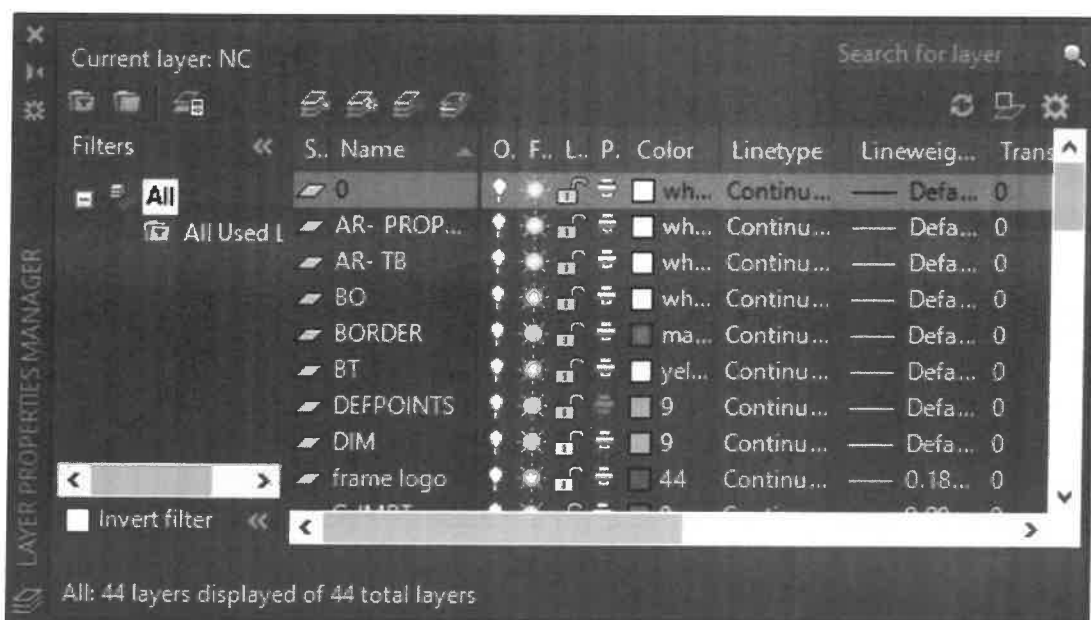 Current layer: NC
Search for layer
Filters
S.. Name O. F.. L.. P. Color Linetype Lineweig... Trans
All
All Used L
0 wh... Continu... Defa... 0
AR- PROP... wh... Continu... Defa... 0
AR- TB wh... Continu... Defa... 0
BO wh... Continu... Defa... 0
BORDER ma... Continu... Defa... 0
BT yel... Continu... Defa... 0
DEFPOINTS 9 Continu... Defa... 0
DIM 9 Continu... Defa... 0
frame logo 44 Continu... 0.18... 0
Invert filter
All: 44 layers displayed of 44 total layers
LAYER PROPERTIES MANAGER